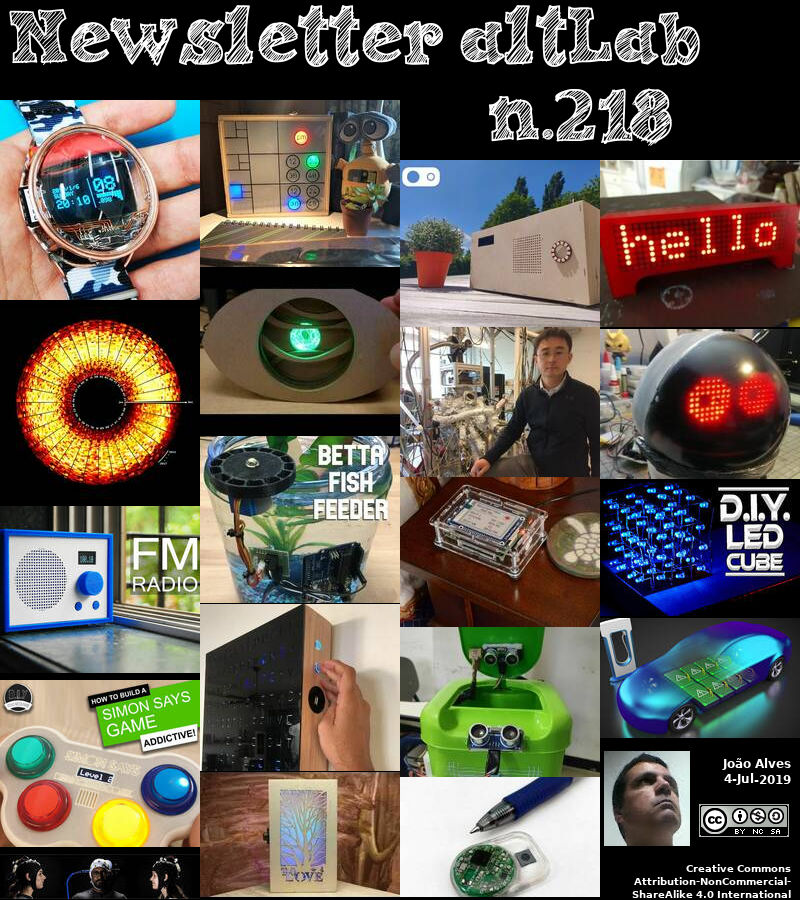 Newsletter altLab
n.218
08
20:10
hello
BETTA
FISH
FEEDER
FM
RADIO
D.I.Y.
LED
CUBE
HOW TO BUILD A
SIMON SAYS
GAME
ADDICTIVE!
SIMON SAYS
Level
LOVE
João Alves
4-Jul-2019
cc
BY NC SA
Creative Commons
Attribution-NonCommercial-
ShareAlike 4.0 International